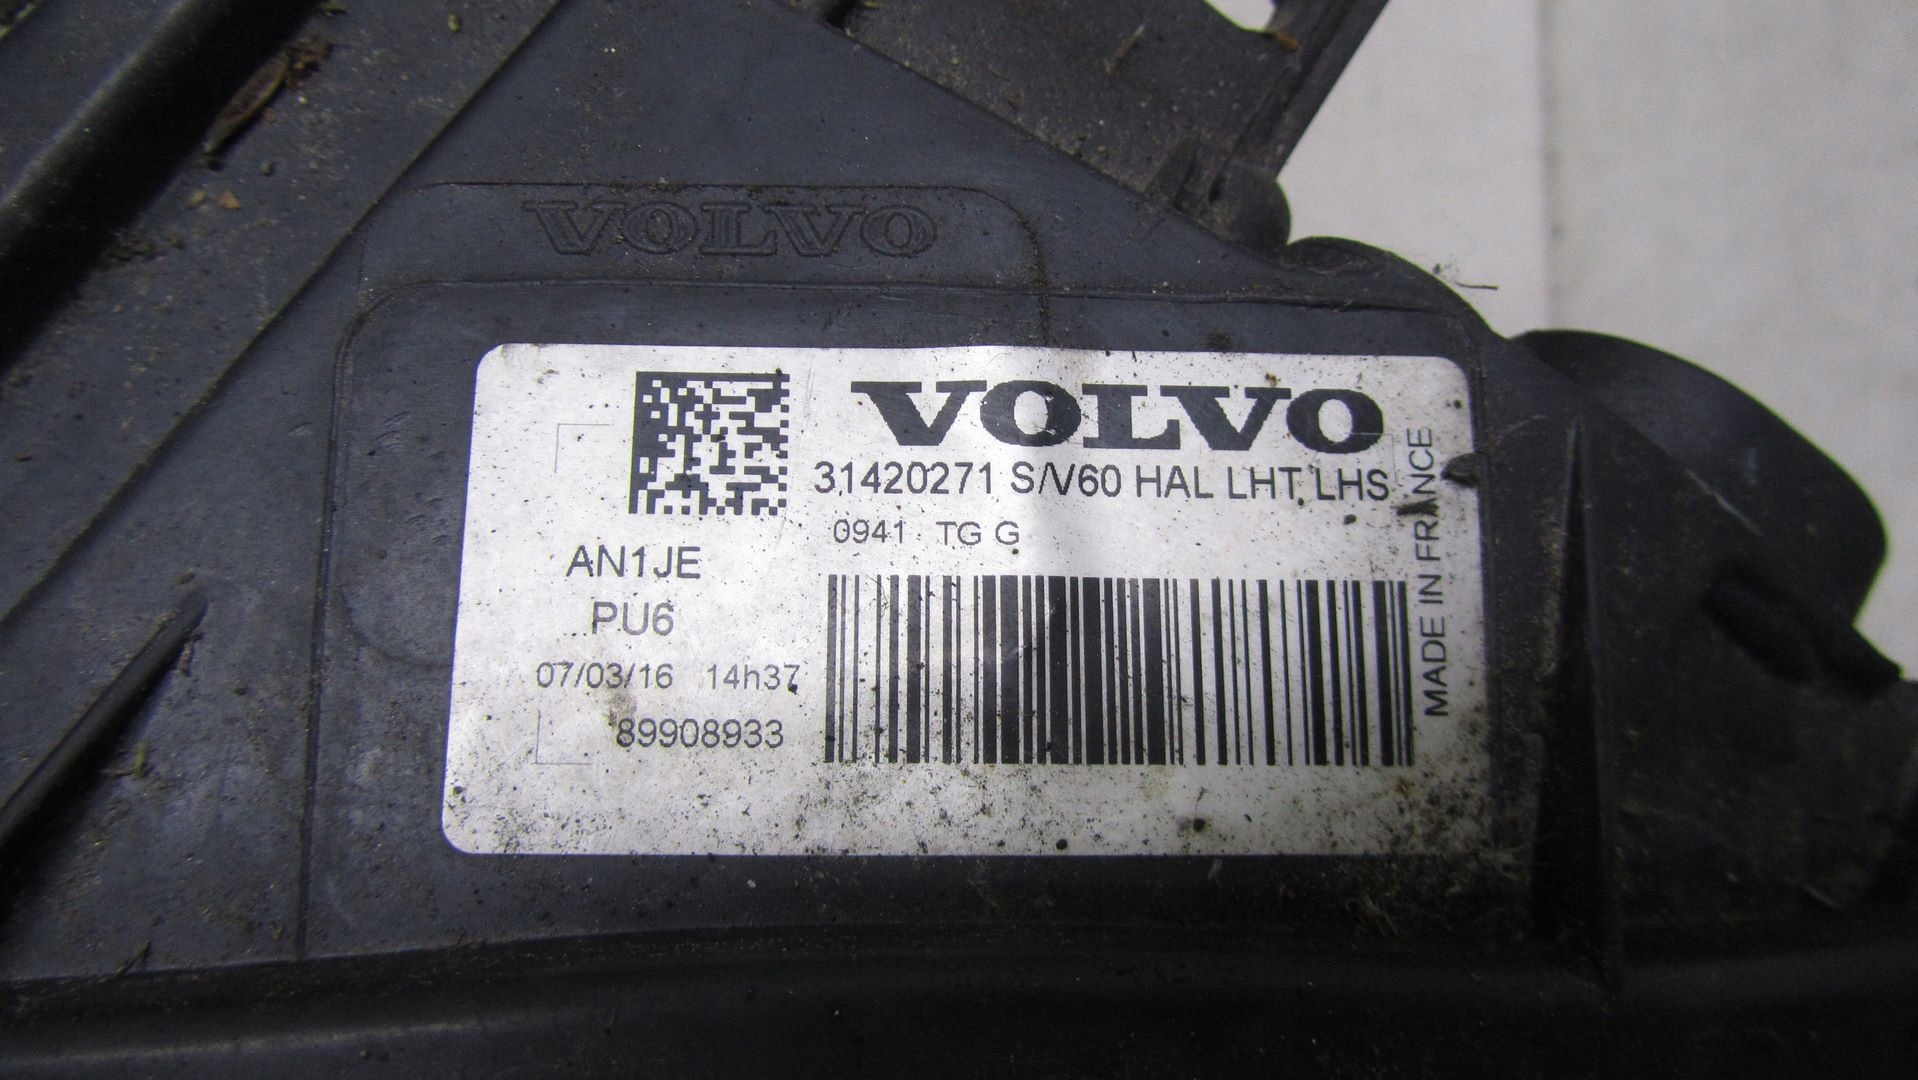 VOLVO
VOLVO
31420271 S/V60 HAL LHT LHS
0941 TG G
AN1JE
PU6
07/03/16 14h37
89908933
MADE IN FRANCE